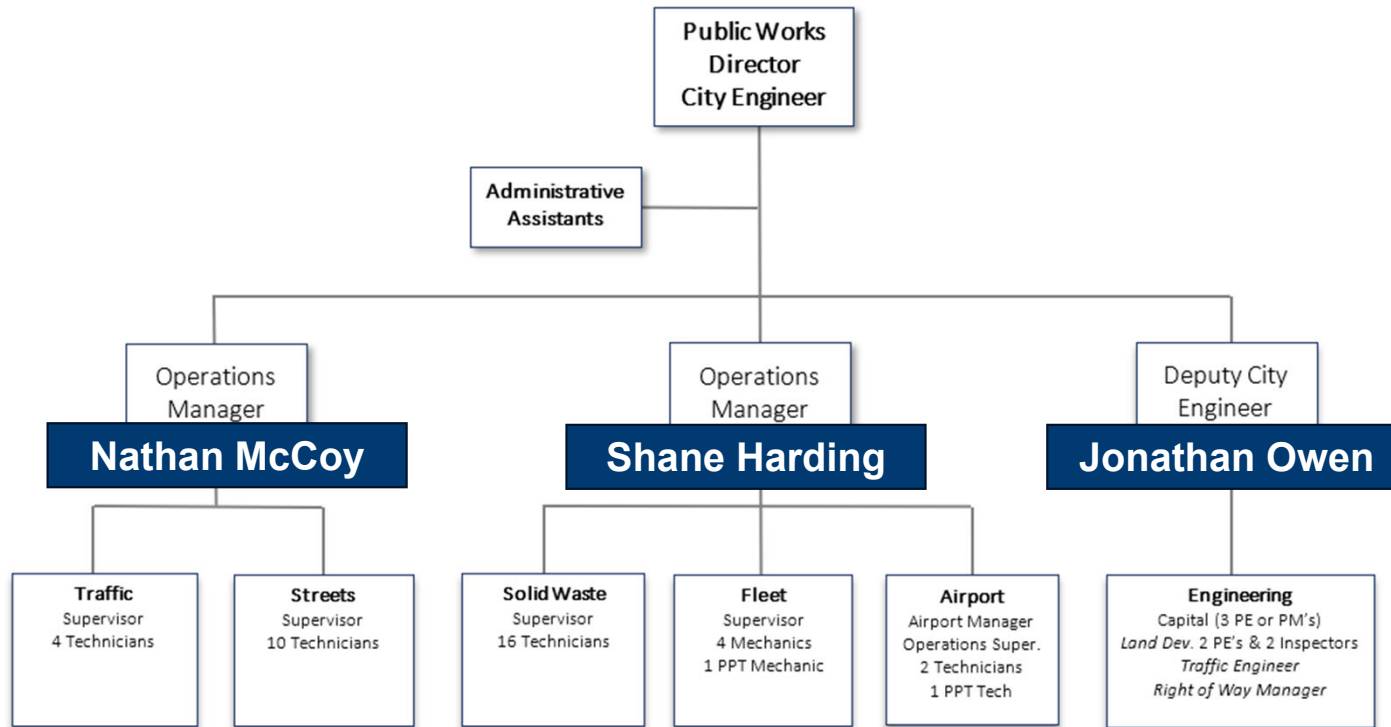 Public Works
Director
City Engineer
Administrative
Assistants
Operations
Manager
Nathan McCoy
Operations
Manager
Shane Harding
Deputy City
Engineer
Jonathan Owen
Traffic
Supervisor
4 Technicians
Streets
Supervisor
10 Technicians
Solid Waste
Supervisor
16 Technicians
Fleet
Supervisor
4 Mechanics
1 PPT Mechanic
Airport
Airport Manager
Operations Super.
2 Technicians
1 PPT Tech
Engineering
Capital (3 PE or PM's)
Land Dev. 2 PE's & 2 Inspectors
Traffic Engineer
Right of Way Manager